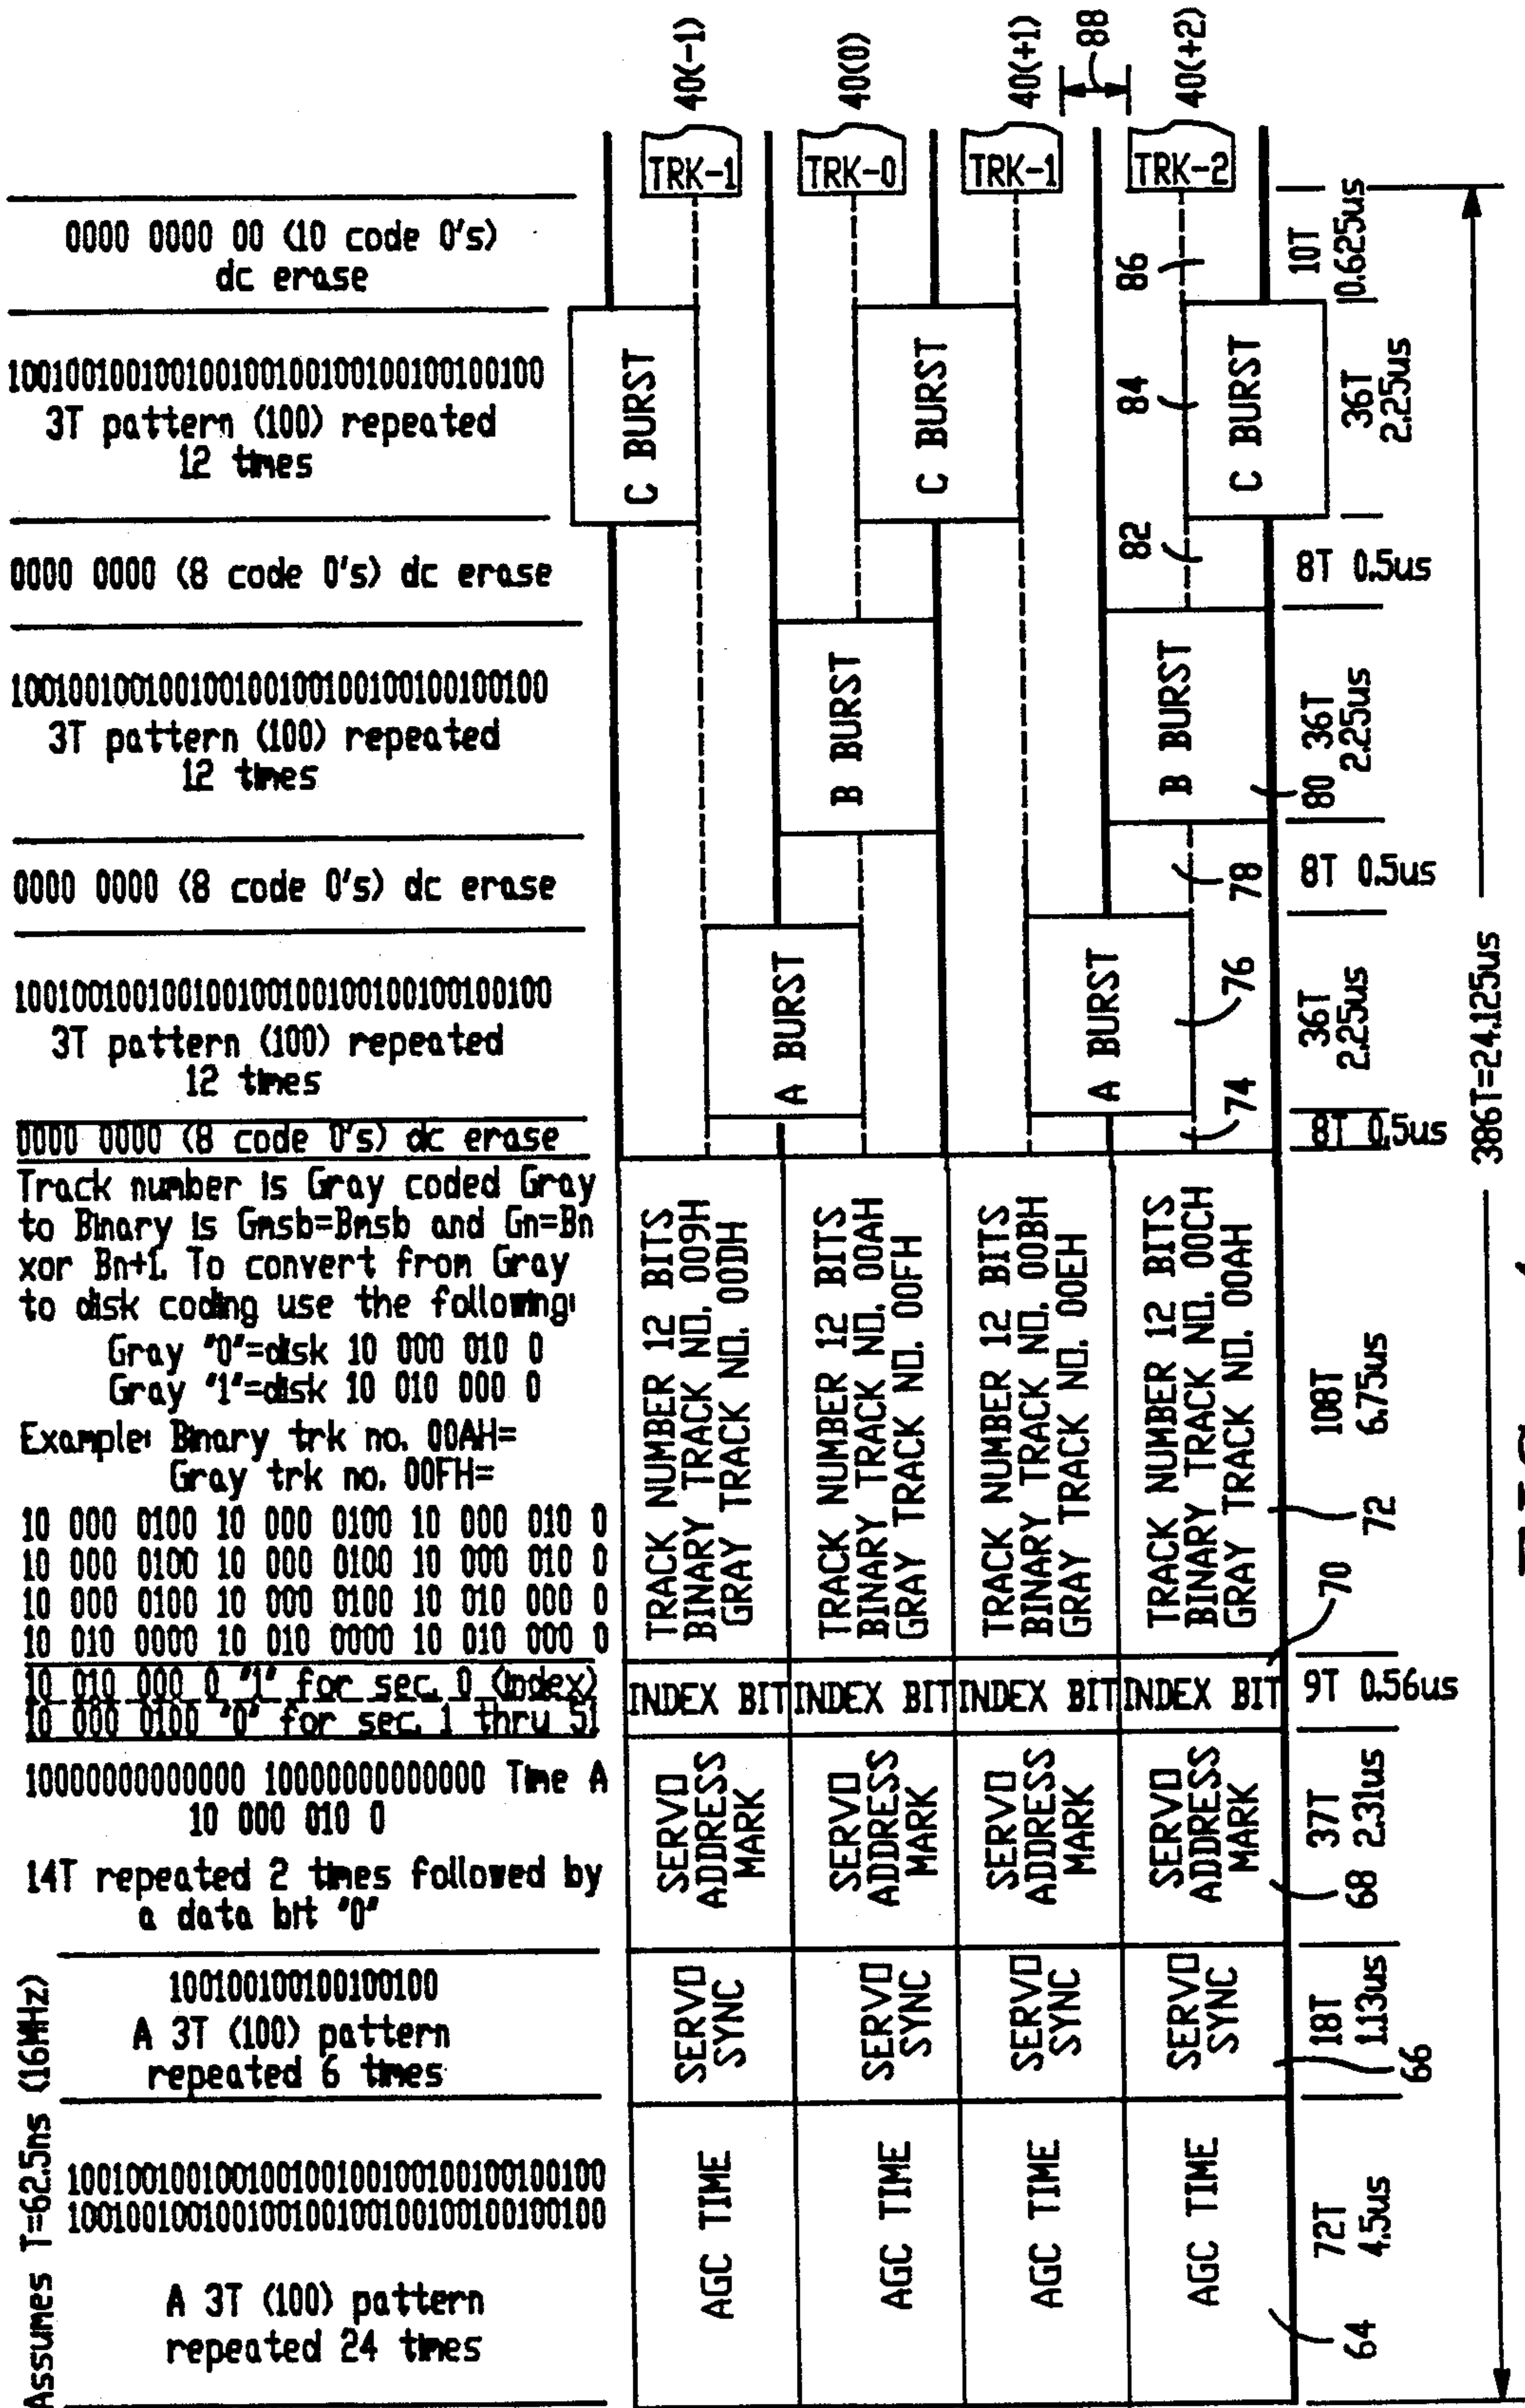 0000 0000 00 (10 code 0's)
dc erase
100100100100100100100100100100100100
3T pattern (100) repeated
12 times
0000 0000 (8 code 0's) dc erase
100100100100100100100100100100100100
3T pattern (100) repeated
12 times
0000 0000 (8 code 0's) dc erase
100100100100100100100100100100100100
3T pattern (100) repeated
12 times
0000 0000 (8 code 0's) dc erase
Track number is Gray coded Gray
to Binary is Gmsb=Bmsb and Gn=Bn
xor Bn+1. To convert from Gray
to disk coding use the following:
Gray "0"=disk 10 000 010 0
Gray "1"=disk 10 010 000 0
Example: Binary trk no. 00AH=
Gray trk no. 00FH=
10 000 0100 10 000 0100 10 000 010 0
10 000 0100 10 000 0100 10 000 010 0
10 000 0100 10 000 0100 10 010 000 0
10 010 0000 10 010 0000 10 010 000 0
10 010 000 0 "1" for sec. 0 (Index)
10 000 0100 "0" for sec. 1 thru 51
10000000000000 10000000000000 Time A
10 000 010 0
14T repeated 2 times followed by
a data bit "0"
100100100100100100
A 3T (100) pattern
repeated 6 times
100100100100100100100100100100100100
100100100100100100100100100100100100
A 3T (100) pattern
repeated 24 times
Assumes T=62.5ns (16MHz)
AGC TIME
SERVO
SYNC
SERVO
ADDRESS
MARK
INDEX BIT
TRACK NUMBER 12 BITS
BINARY TRACK NO. 009H
GRAY TRACK NO. 00DH
A BURST
C BURST
TRK-1
40(-1)
AGC TIME
SERVO
SYNC
SERVO
ADDRESS
MARK
INDEX BIT
TRACK NUMBER 12 BITS
BINARY TRACK NO. 00AH
GRAY TRACK NO. 00FH
B BURST
C BURST
TRK-0
40(0)
AGC TIME
SERVO
SYNC
SERVO
ADDRESS
MARK
INDEX BIT
TRACK NUMBER 12 BITS
BINARY TRACK NO. 00BH
GRAY TRACK NO. 00EH
A BURST
TRK-1
40(+1)
88
AGC TIME
SERVO
SYNC
SERVO
ADDRESS
MARK
INDEX BIT
TRACK NUMBER 12 BITS
BINARY TRACK NO. 00CH
GRAY TRACK NO. 00AH
B BURST
C BURST
TRK-2
40(+2)
64
66
68
70
72
74
76
78
80
82
84
86
72T
4.5us
18T
1.13us
37T
2.31us
9T 0.56us
108T
6.75us
8T 0.5us
36T
2.25us
8T 0.5us
36T
2.25us
8T 0.5us
36T
2.25us
10T
0.625us
386T=24.125us